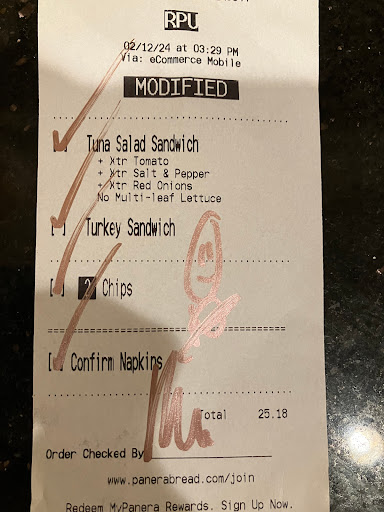 RPU
02/12/24 at 03:29 PM
Via: eCommerce Mobile
MODIFIED
Tuna Salad Sandwich
+ Xtr Tomato
+ Xtr Salt & Pepper
+ Xtr Red Onions
No Multi-leaf Lettuce
[ ] Turkey Sandwich
[ ] 2 Chips
[ ] Confirm Napkins
Total 25.18
Order Checked By
www.panerabread.com/join
Redeem MyPanera Rewards. Sign Up Now.